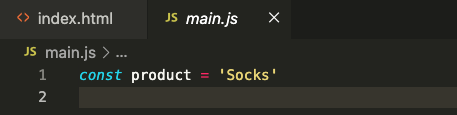 <> index.html JS main.js ×
JS main.js > ...
1 const product = 'Socks'
2